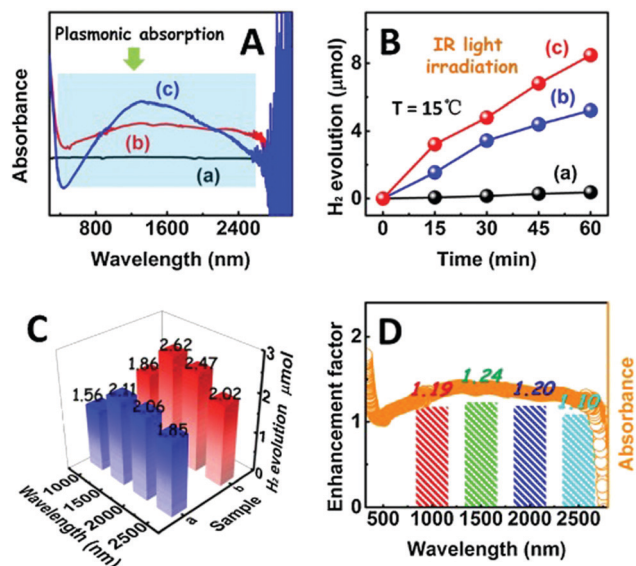 Plasmonic absorption
A
(c)
(b)
(a)
Absorbance
800
1600
2400
Wavelength (nm)
B
IR light
irradiation
(c)
T = 15℃
(b)
(a)
8
4
0
H₂ evolution (μmol)
0
15
30
45
60
Time (min)
C
2.62
1.86
2.47
1.56
2.11
2.06
2.02
1.85
3
2
1
0
H₂ evolution μmol
1000
1500
2000
2500
Wavelength (nm)
a
b
Sample
D
2
1
0
Enhancement factor
1.19
1.24
1.20
1.10
Absorbance
500
1000
1500
2000
2500
Wavelength (nm)